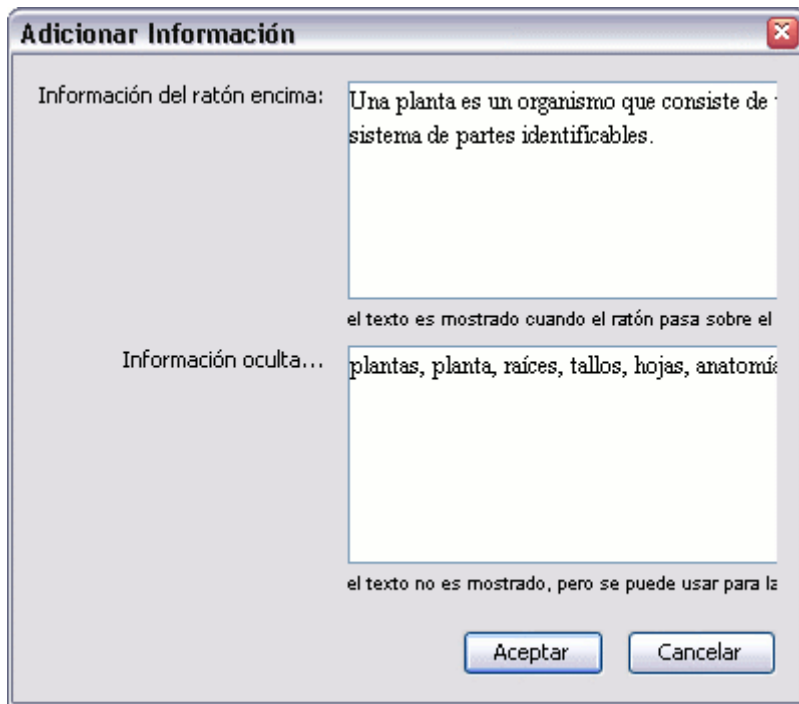 Adicionar Información
Información del ratón encima:
Una planta es un organismo que consiste de
sistema de partes identificables.
el texto es mostrado cuando el ratón pasa sobre el
Información oculta...
plantas, planta, raíces, tallos, hojas, anatomía
el texto no es mostrado, pero se puede usar para la
Aceptar
Cancelar